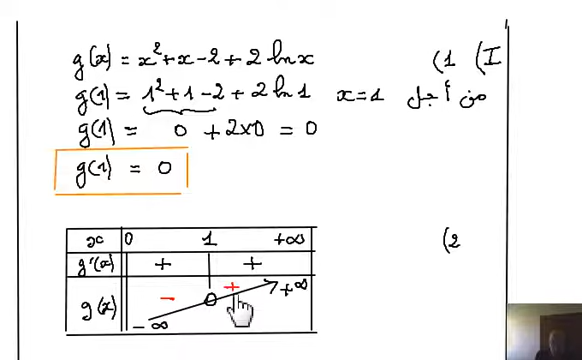 (I (1 g(x) = x² + x - 2 + 2 ln x
من أجل x = 1 g(1) = 1² + 1 - 2 + 2 ln 1
g(1) = 0 + 2×0 = 0
g(1) = 0
(2
x 0 1 +∞
g'(x) + +
g(x) -∞ - 0 + +∞